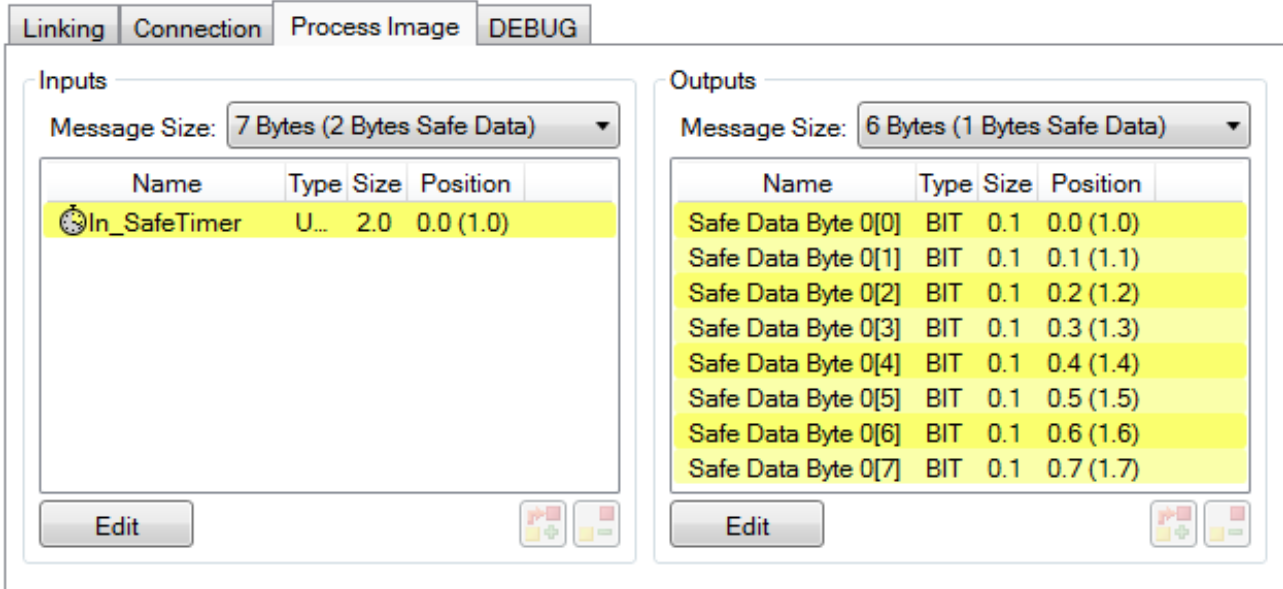 Linking Connection Process Image DEBUG
Inputs
Message Size: 7 Bytes (2 Bytes Safe Data)
Name Type Size Position
In_SafeTimer U... 2.0 0.0 (1.0)
Edit
Outputs
Message Size: 6 Bytes (1 Bytes Safe Data)
Name Type Size Position
Safe Data Byte 0[0] BIT 0.1 0.0 (1.0)
Safe Data Byte 0[1] BIT 0.1 0.1 (1.1)
Safe Data Byte 0[2] BIT 0.1 0.2 (1.2)
Safe Data Byte 0[3] BIT 0.1 0.3 (1.3)
Safe Data Byte 0[4] BIT 0.1 0.4 (1.4)
Safe Data Byte 0[5] BIT 0.1 0.5 (1.5)
Safe Data Byte 0[6] BIT 0.1 0.6 (1.6)
Safe Data Byte 0[7] BIT 0.1 0.7 (1.7)
Edit